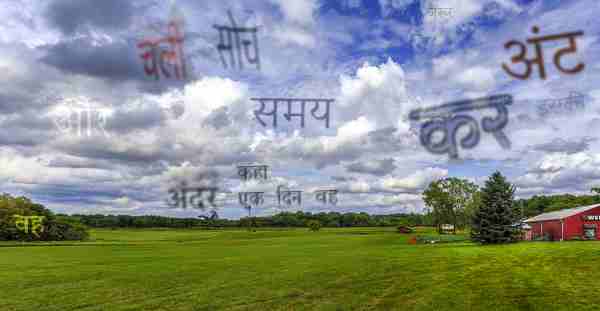 चली मोच
अंट
और
समय
कर
कहा
अंदर एक दिन वह
वह